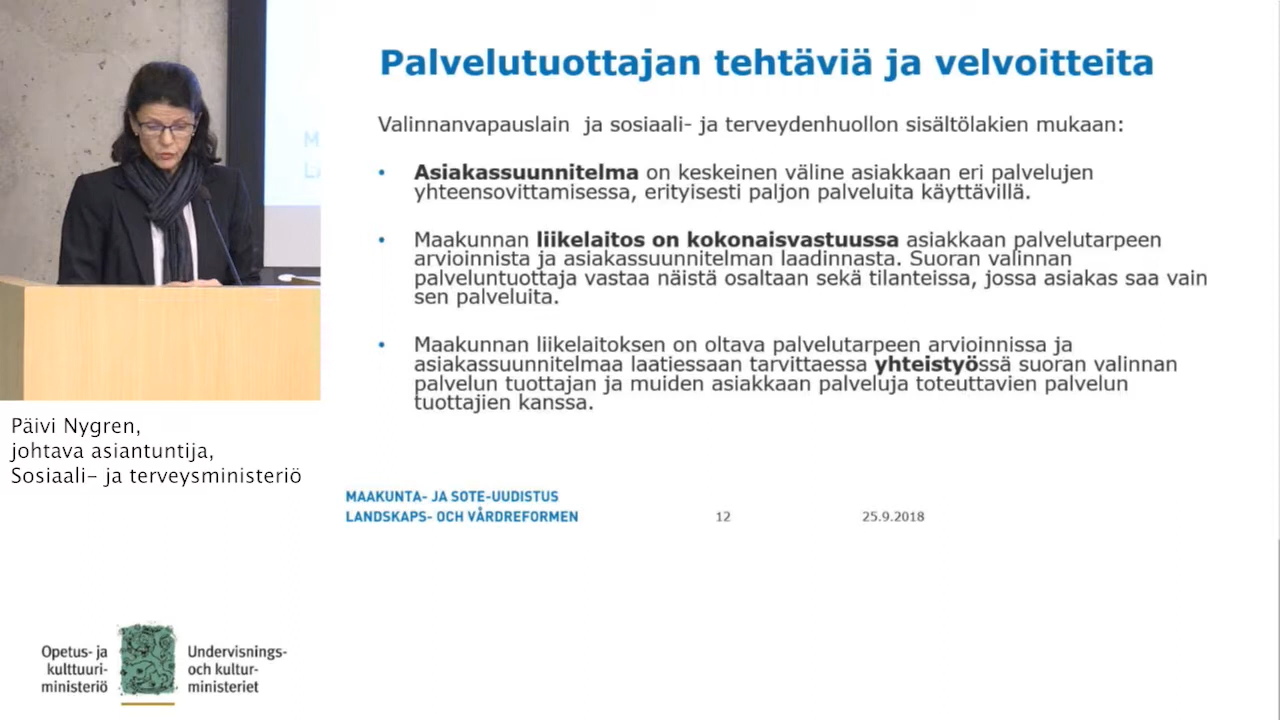 Palvelutuottajan tehtäviä ja velvoitteita
Valinnanvapauslain ja sosiaali- ja terveydenhuollon sisältölakien mukaan:
• Asiakassuunnitelma on keskeinen väline asiakkaan eri palvelujen
yhteensovittamisessa, erityisesti paljon palveluita käyttävillä.
• Maakunnan liikelaitos on kokonaisvastuussa asiakkaan palvelutarpeen
arvioinnista ja asiakassuunnitelman laadinnasta. Suoran valinnan
palveluntuottaja vastaa näistä osaltaan sekä tilanteissa, jossa asiakas saa vain
sen palveluita.
• Maakunnan liikelaitoksen on oltava palvelutarpeen arvioinnissa ja
asiakassuunnitelmaa laatiessaan tarvittaessa yhteistyössä suoran valinnan
palvelun tuottajan ja muiden asiakkaan palveluja toteuttavien palvelun
tuottajien kanssa.
Päivi Nygren,
johtava asiantuntija,
Sosiaali- ja terveysministeriö
MAAKUNTA- JA SOTE-UUDISTUS
LANDSKAPS- OCH VÅRDREFORMEN
12
25.9.2018
Opetus- ja
kulttuuri-
ministeriö
Undervisnings-
och kultur-
ministeriet